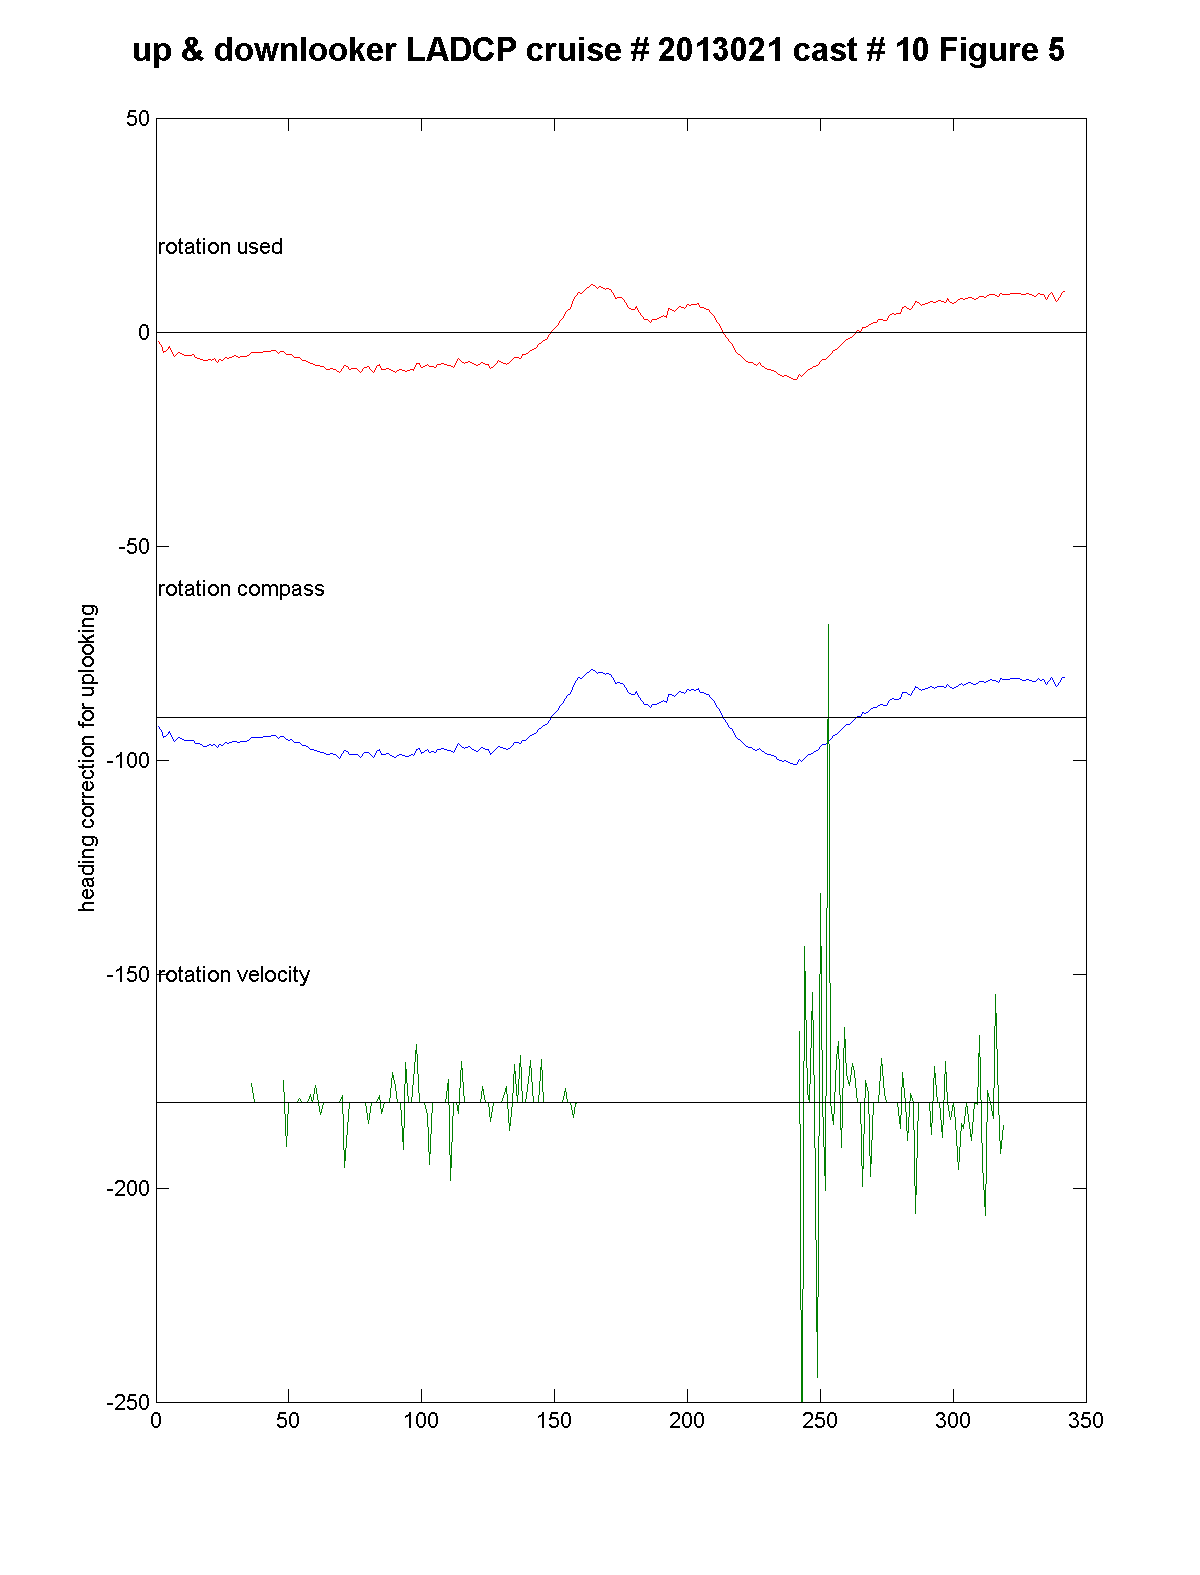 up & downlooker LADCP cruise # 2013021 cast # 10 Figure 5
50
rotation used
0
-50
rotation compass
heading correction for uplooking
-100
-150
rotation velocity
-200
-250
0 50 100 150 200 250 300 350